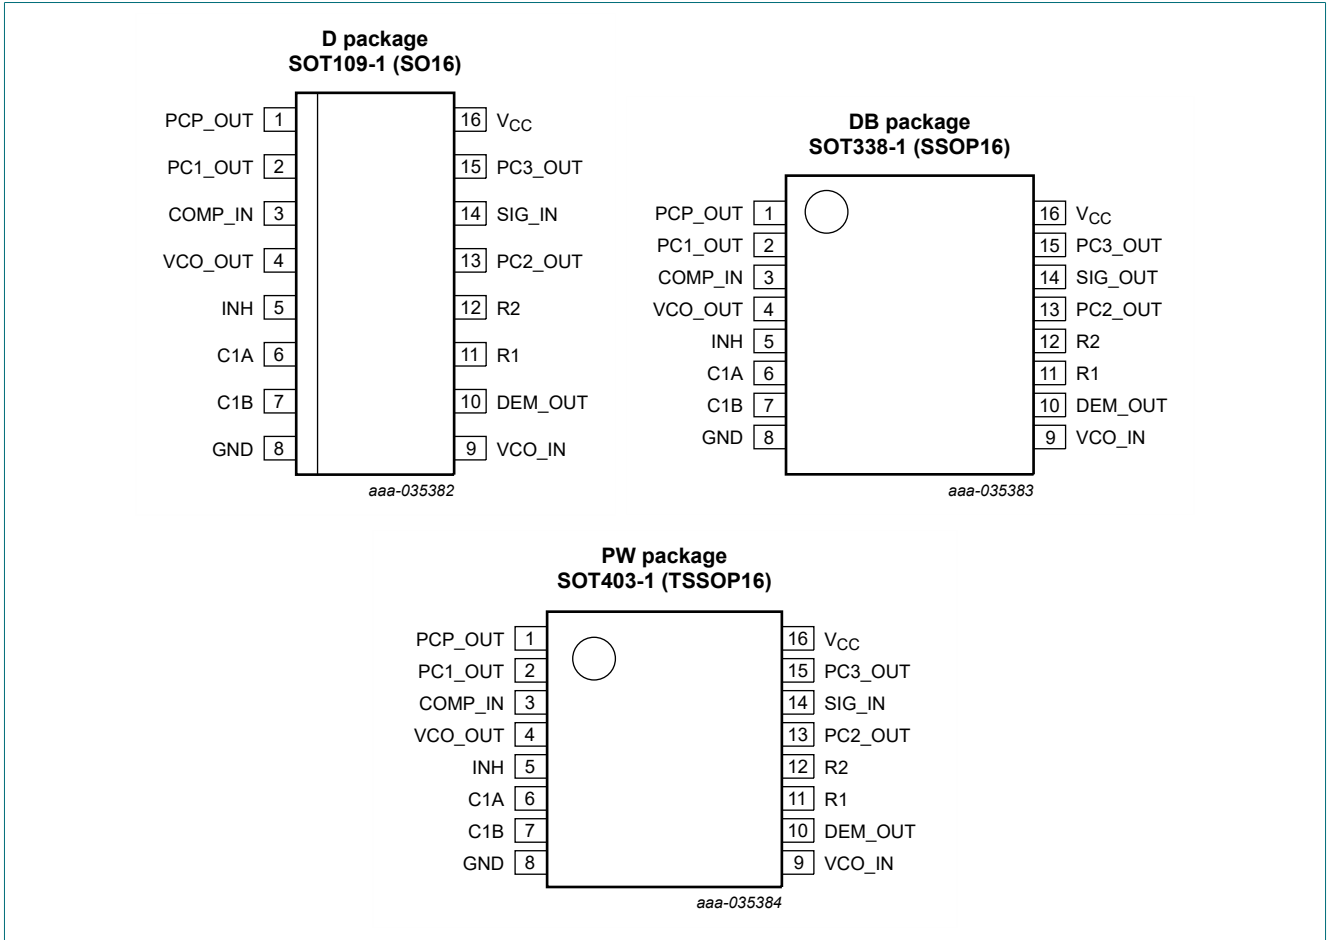 D package
SOT109-1 (SO16)
PCP_OUT 1 16 VCC
PC1_OUT 2 15 PC3_OUT
COMP_IN 3 14 SIG_IN
VCO_OUT 4 13 PC2_OUT
INH 5 12 R2
C1A 6 11 R1
C1B 7 10 DEM_OUT
GND 8 9 VCO_IN
aaa-035382
DB package
SOT338-1 (SSOP16)
PCP_OUT 1 16 VCC
PC1_OUT 2 15 PC3_OUT
COMP_IN 3 14 SIG_OUT
VCO_OUT 4 13 PC2_OUT
INH 5 12 R2
C1A 6 11 R1
C1B 7 10 DEM_OUT
GND 8 9 VCO_IN
aaa-035383
PW package
SOT403-1 (TSSOP16)
PCP_OUT 1 16 VCC
PC1_OUT 2 15 PC3_OUT
COMP_IN 3 14 SIG_IN
VCO_OUT 4 13 PC2_OUT
INH 5 12 R2
C1A 6 11 R1
C1B 7 10 DEM_OUT
GND 8 9 VCO_IN
aaa-035384